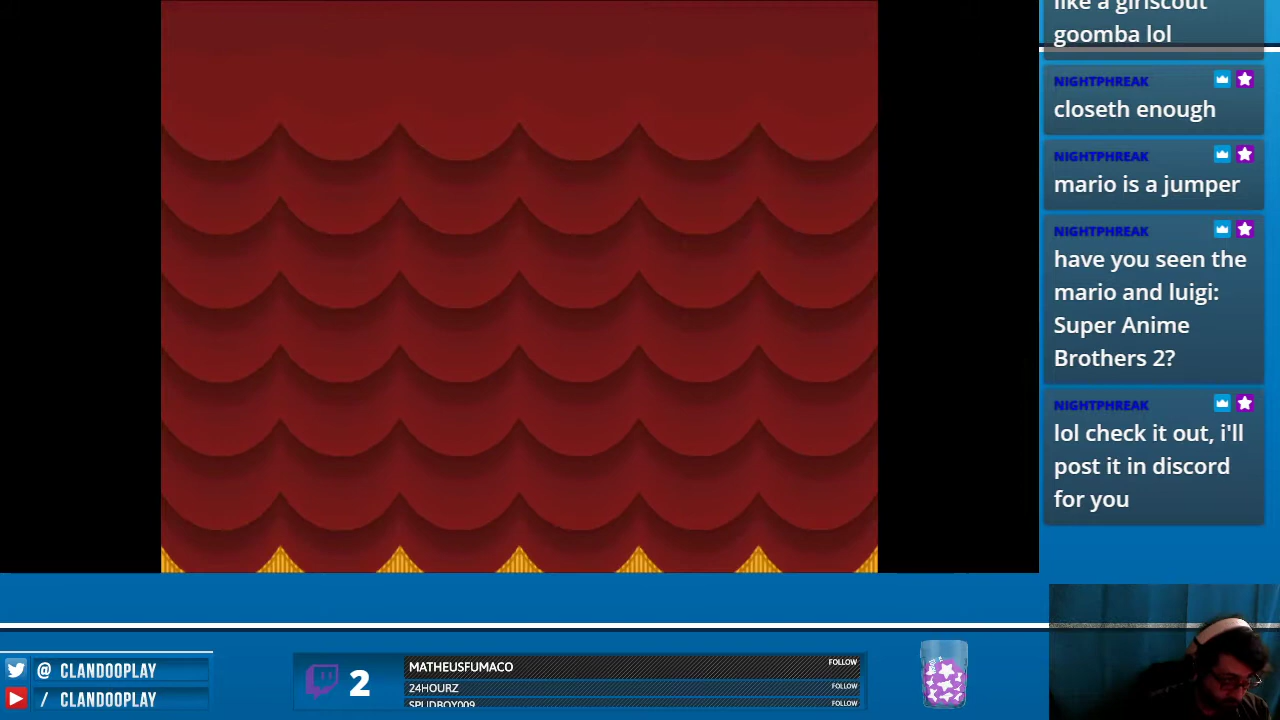 like a girlscout
goomba lol
NIGHTPHREAK
closeth enough
NIGHTPHREAK
mario is a jumper
NIGHTPHREAK
have you seen the
mario and luigi:
Super Anime
Brothers 2?
NIGHTPHREAK
lol check it out, i'll
post it in discord
for you
@ CLANDOOPLAY
/ CLANDOOPLAY
2
MATHEUSFUMACO FOLLOW
24HOURZ FOLLOW
SPUDBOY009 FOLLOW